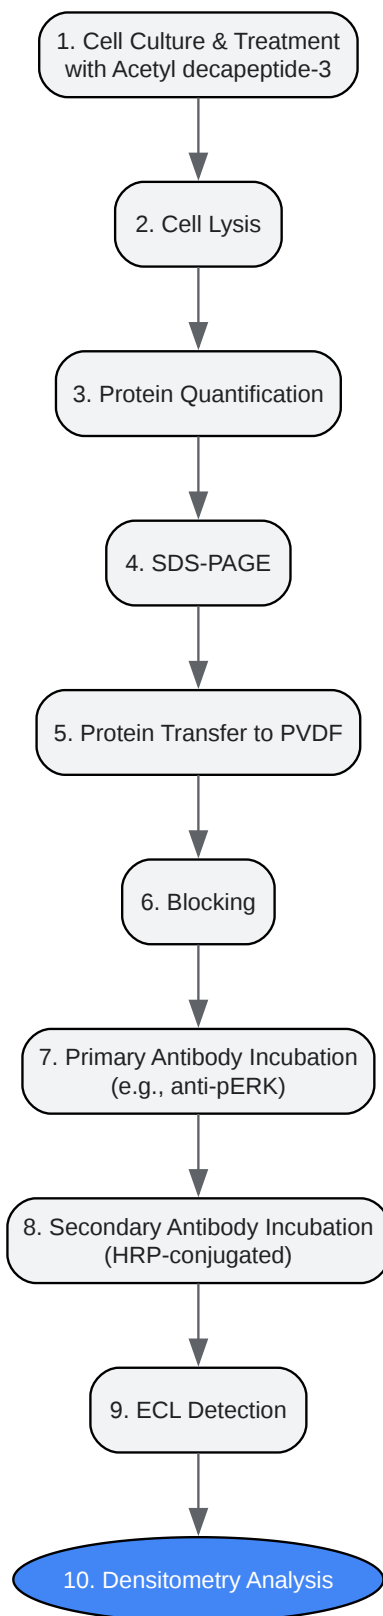 1. Cell Culture & Treatment
with Acetyl decapeptide-3
2. Cell Lysis
3. Protein Quantification
4. SDS-PAGE
5. Protein Transfer to PVDF
6. Blocking
7. Primary Antibody Incubation
(e.g., anti-pERK)
8. Secondary Antibody Incubation
(HRP-conjugated)
9. ECL Detection
10. Densitometry Analysis